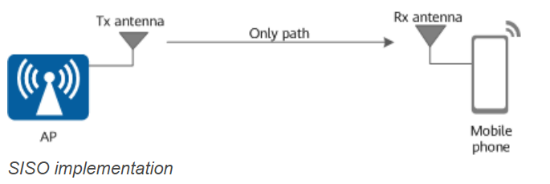 Tx antenna
Rx antenna
Only path
AP
Mobile
phone
SISO implementation